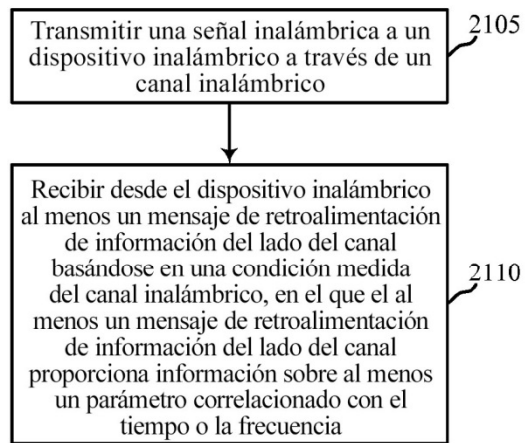 Transmitir una señal inalámbrica a un
dispositivo inalámbrico a través de un
canal inalámbrico
2105
Recibir desde el dispositivo inalámbrico
al menos un mensaje de retroalimentación
de información del lado del canal
basándose en una condición medida
del canal inalámbrico, en el que el al
menos un mensaje de retroalimentación
de información del lado del canal
proporciona información sobre al menos
un parámetro correlacionado con el
tiempo o la frecuencia
2110